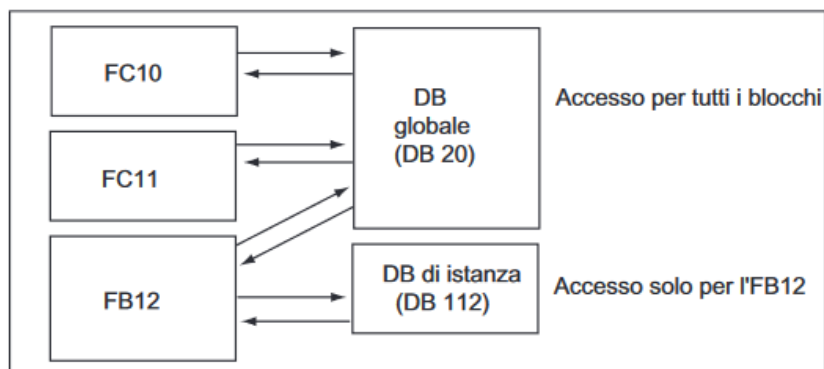 FC10
FC11
FB12
DB
globale
(DB 20)
Accesso per tutti i blocchi
DB di istanza
(DB 112)
Accesso solo per l'FB12